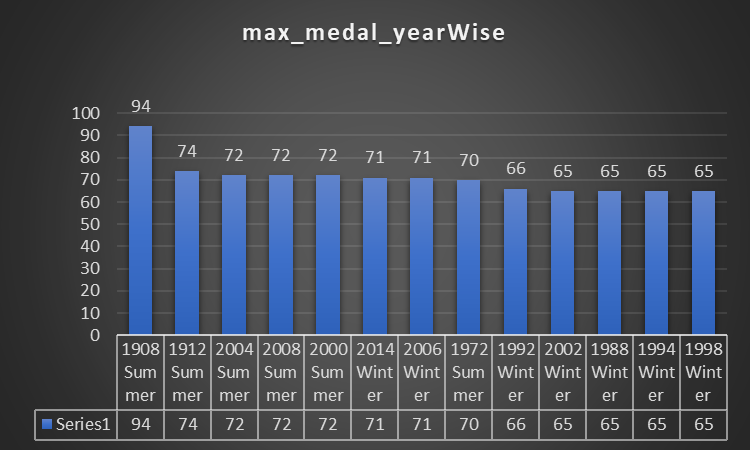 max_medal_yearWise
94
74 72 72 72 71 71 70 66 65 65 65 65
100
90
80
70
60
50
40
30
20
10
0
1908 1912 2004 2008 2000 2014 2006 1972 1992 2002 1988 1994 1998
Sum Sum Sum Sum Sum Wint Wint Sum Wint Wint Wint Wint Wint
mer mer mer mer mer er er mer er er er er er
Series1 94 74 72 72 72 71 71 70 66 65 65 65 65